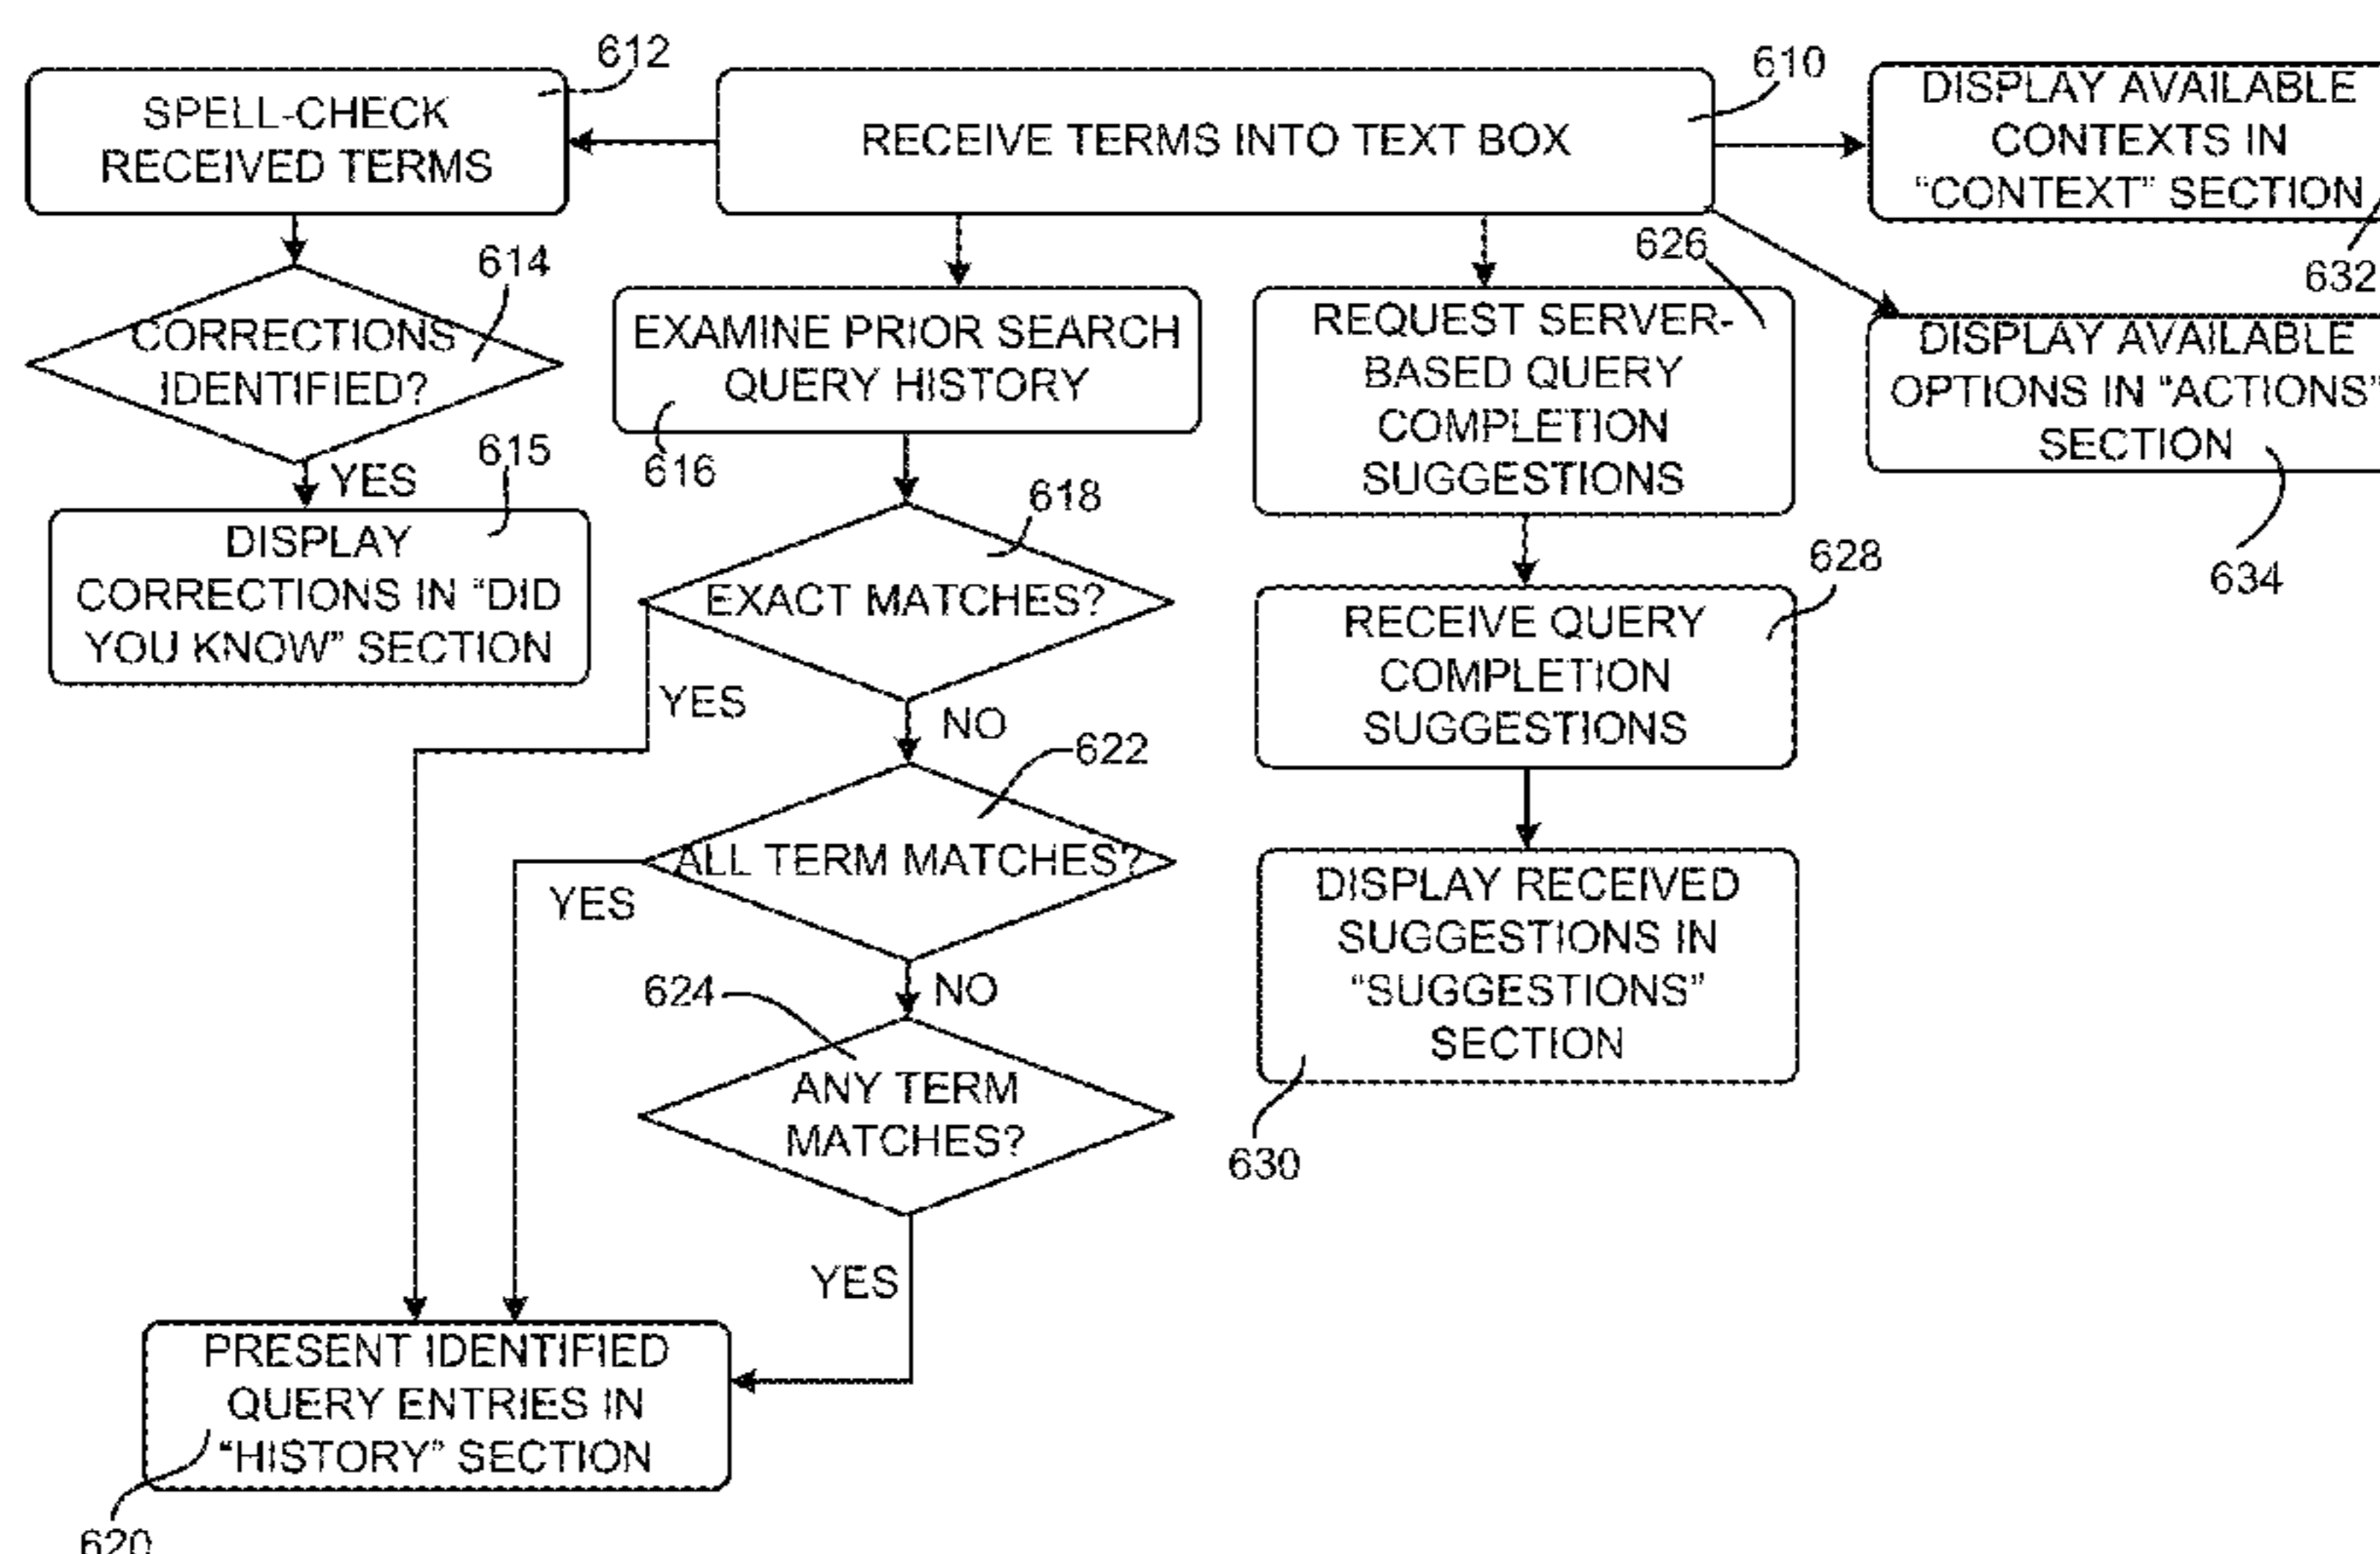 612
SPELL-CHECK
RECEIVED TERMS
610
RECEIVE TERMS INTO TEXT BOX
DISPLAY AVAILABLE
CONTEXTS IN
“CONTEXT” SECTION
632
614
CORRECTIONS
IDENTIFIED?
YES
615
DISPLAY
CORRECTIONS IN “DID
YOU KNOW” SECTION
EXAMINE PRIOR SEARCH
QUERY HISTORY
616
618
EXACT MATCHES?
YES
NO
622
ALL TERM MATCHES?
YES
NO
624
ANY TERM
MATCHES?
YES
PRESENT IDENTIFIED
QUERY ENTRIES IN
“HISTORY” SECTION
620
626
REQUEST SERVER-
BASED QUERY
COMPLETION
SUGGESTIONS
628
RECEIVE QUERY
COMPLETION
SUGGESTIONS
DISPLAY RECEIVED
SUGGESTIONS IN
“SUGGESTIONS”
SECTION
630
DISPLAY AVAILABLE
OPTIONS IN “ACTIONS”
SECTION
634